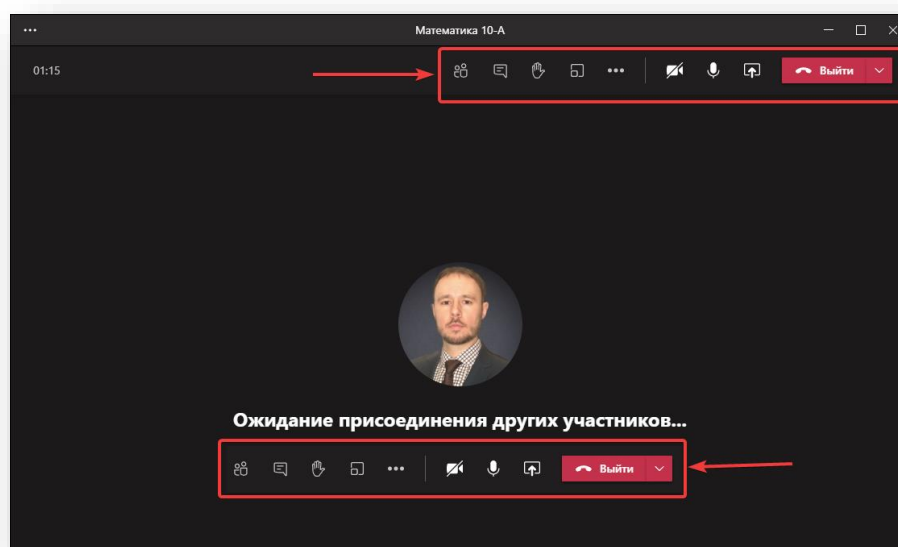 Математика 10-А
01:15
Выйти
Ожидание присоединения других участников...
Выйти